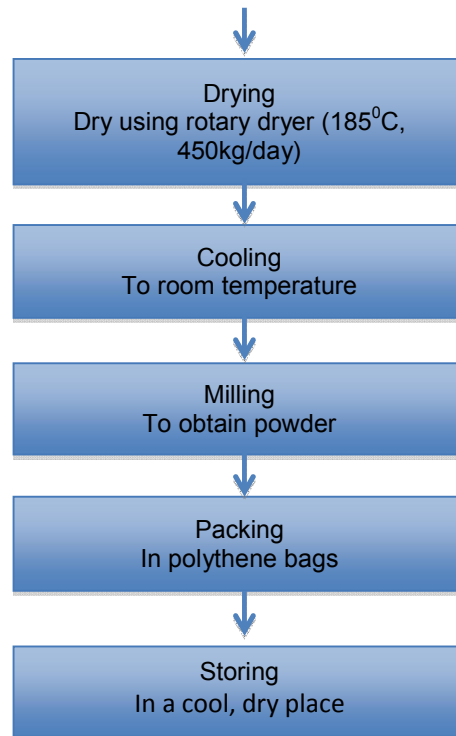 Drying
Dry using rotary dryer (185⁰C,
450kg/day)
Cooling
To room temperature
Milling
To obtain powder
Packing
In polythene bags
Storing
In a cool, dry place